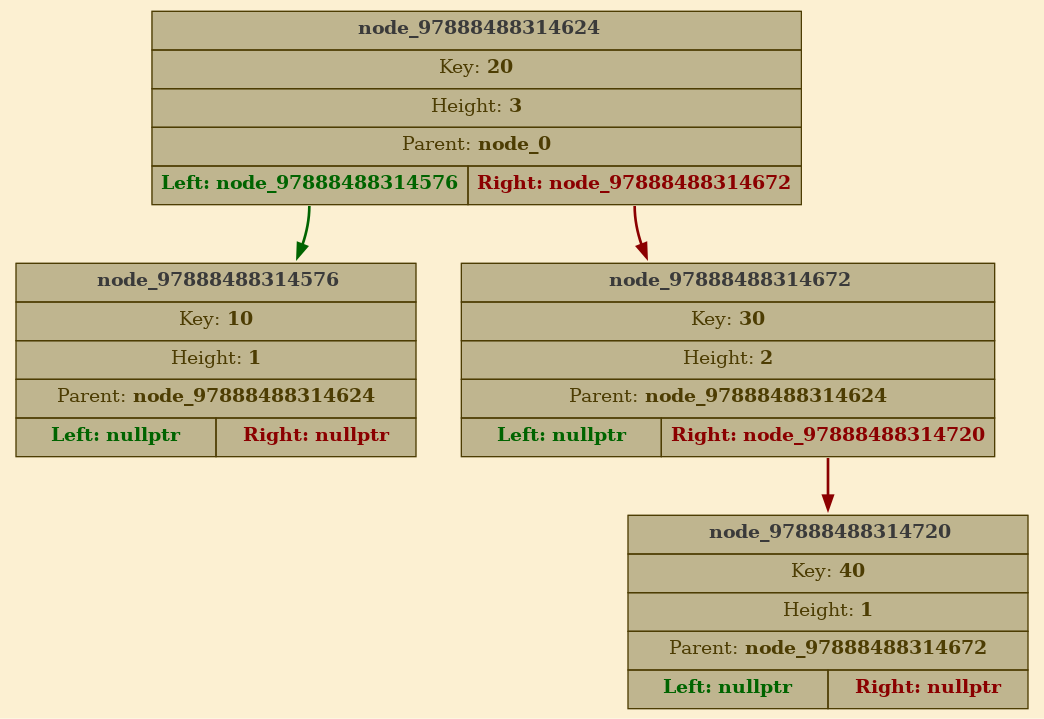 node_97888488314624
Key: 20
Height: 3
Parent: node_0
Left: node_97888488314576 Right: node_97888488314672
node_97888488314576
Key: 10
Height: 1
Parent: node_97888488314624
Left: nullptr Right: nullptr
node_97888488314672
Key: 30
Height: 2
Parent: node_97888488314624
Left: nullptr Right: node_97888488314720
node_97888488314720
Key: 40
Height: 1
Parent: node_97888488314672
Left: nullptr Right: nullptr